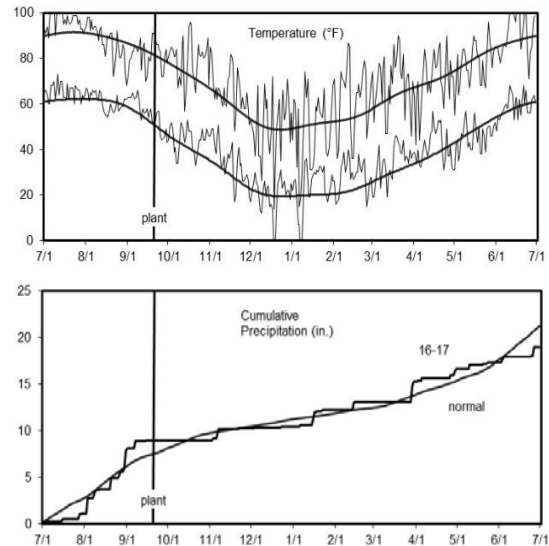 100
Temperature (°F)
80
60
40
20
plant
0
7/1 8/1 9/1 10/1 11/1 12/1 1/1 2/1 3/1 4/1 5/1 6/1 7/1
25
Cumulative
Precipitation (in.)
20
16-17
15
normal
10
5
plant
0
7/1 8/1 9/1 10/1 11/1 12/1 1/1 2/1 3/1 4/1 5/1 6/1 7/1